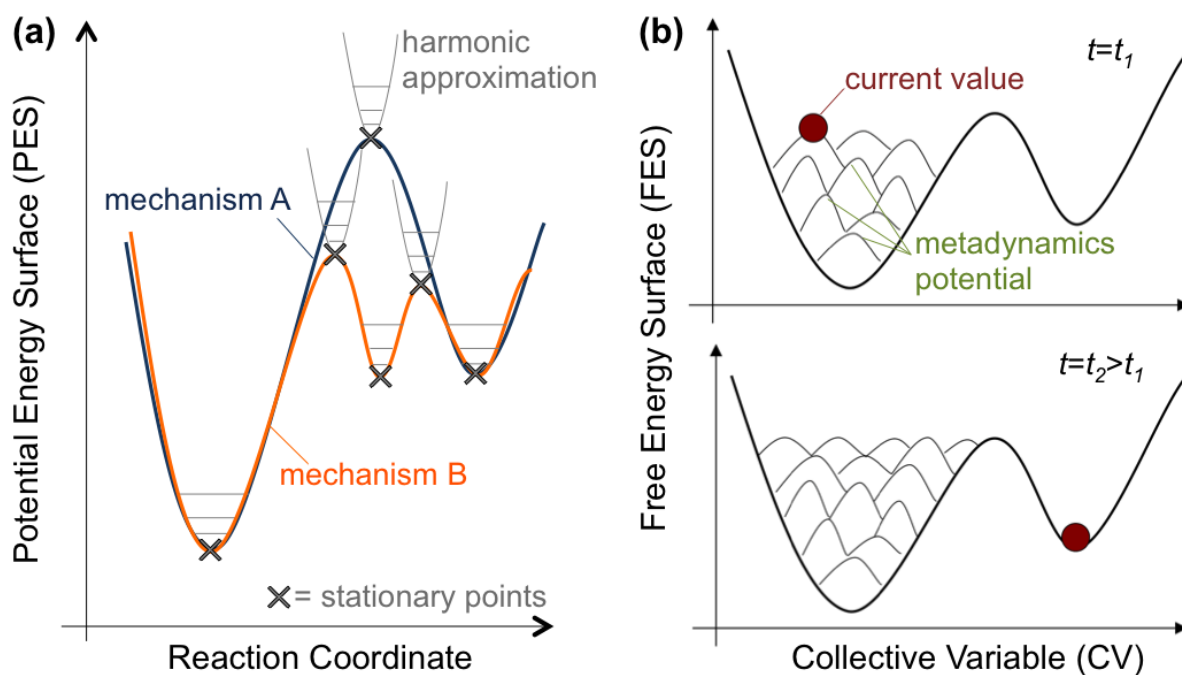 (a)
Potential Energy Surface (PES)
harmonic
approximation
mechanism A
mechanism B
= stationary points
Reaction Coordinate
(b)
Free Energy Surface (FES)
t=t1
current value
metadynamics
potential
t=t2>t1
Collective Variable (CV)